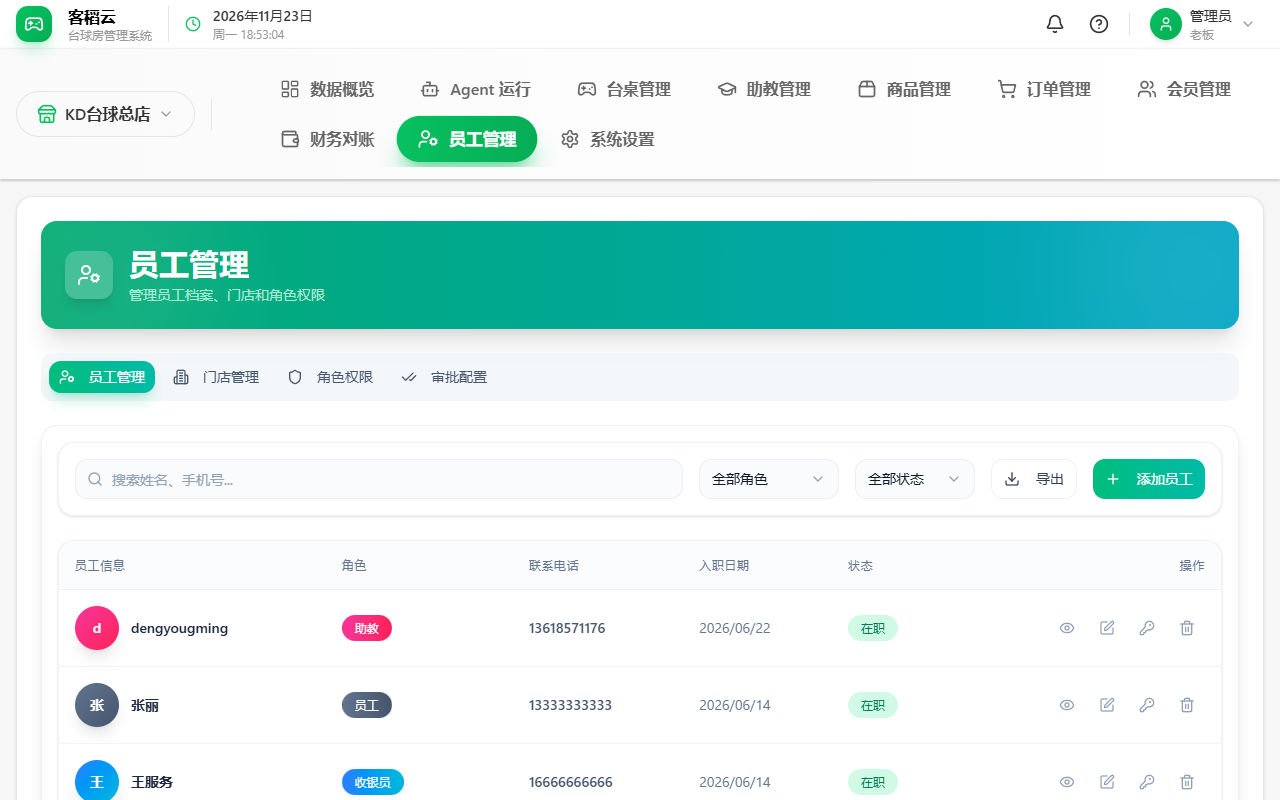 客稻云
台球房管理系统
2026年11月23日
周一 18:53:04
管理员
老板
KD台球总店
数据概览
Agent 运行
台桌管理
助教管理
商品管理
订单管理
会员管理
财务对账
员工管理
系统设置
员工管理
管理员工档案、门店和角色权限
员工管理
门店管理
角色权限
审批配置
搜索姓名、手机号...
全部角色
全部状态
导出
添加员工
员工信息 角色 联系电话 入职日期 状态 操作
d dengyougming 助教 13618571176 2026/06/22 在职
张 张丽 员工 13333333333 2026/06/14 在职
王 王服务 收银员 16666666666 2026/06/14 在职